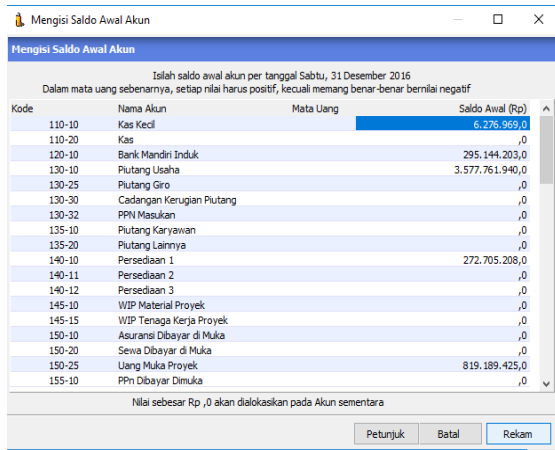 Mengisi Saldo Awal Akun
Mengisi Saldo Awal Akun
Isilah saldo awal akun per tanggal Sabtu, 31 Desember 2016
Dalam mata uang sebenarnya, setiap nilai harus positif, kecuali memang benar-benar bernilai negatif
Kode Nama Akun Mata Uang Saldo Awal (Rp)
110-10 Kas Kecil 6.276.969,0
110-20 Kas ,0
120-10 Bank Mandiri Induk 295.144.203,0
130-10 Piutang Usaha 3.577.761.940,0
130-25 Piutang Giro ,0
130-30 Cadangan Kerugian Piutang ,0
130-32 PPN Masukan ,0
135-10 Piutang Karyawan ,0
135-20 Piutang Lainnya ,0
140-10 Persediaan 1 272.705.208,0
140-11 Persediaan 2 ,0
140-12 Persediaan 3 ,0
145-10 WIP Material Proyek ,0
145-15 WIP Tenaga Kerja Proyek ,0
150-10 Asuransi Dibayar di Muka ,0
150-20 Sewa Dibayar di Muka ,0
150-25 Uang Muka Proyek 819.189.425,0
155-10 PPn Dibayar Dimuka ,0
Nilai sebesar Rp ,0 akan dialokasikan pada Akun sementara
Petunjuk Batal Rekam